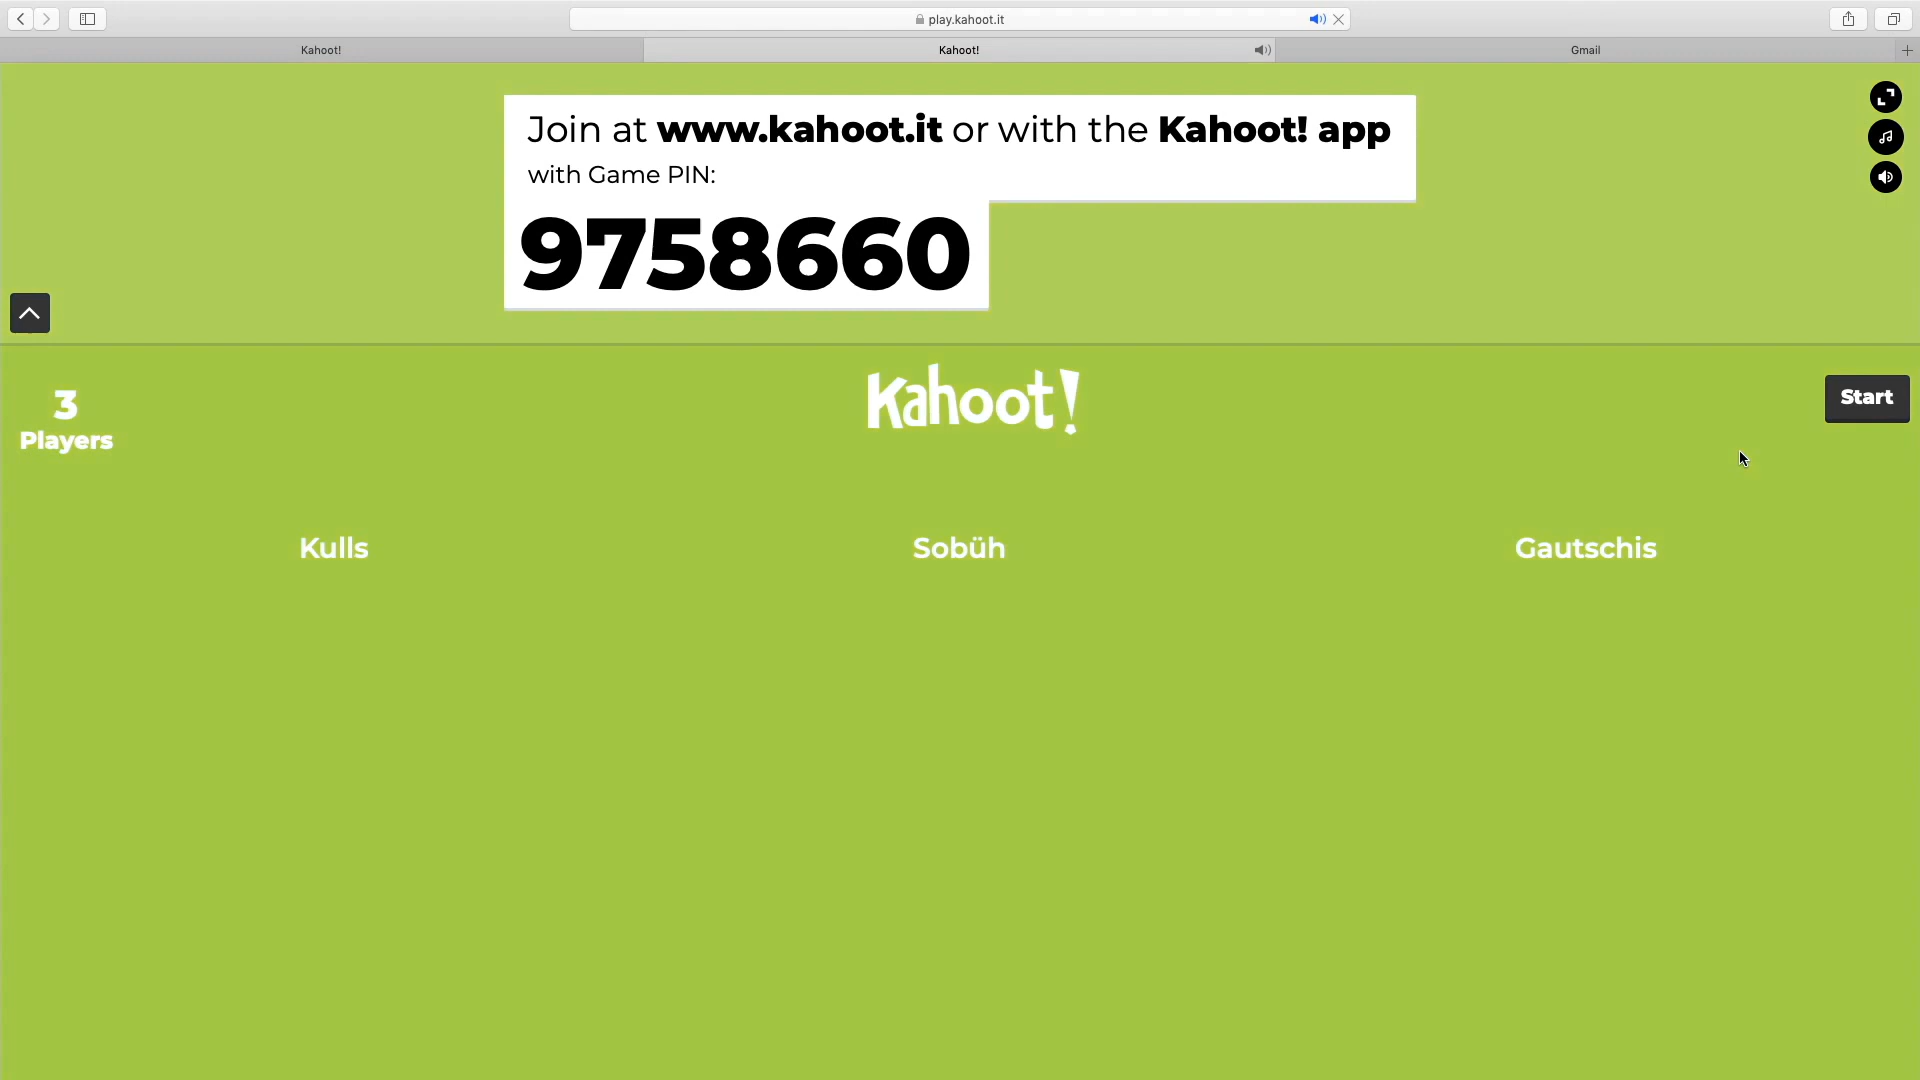 play.kahoot.it
Kahoot!
Kahoot!
Gmail
Join at www.kahoot.it or with the Kahoot! app
with Game PIN:
9758660
3
Players
Kahoot!
Start
Kulls
Sobüh
Gautschis